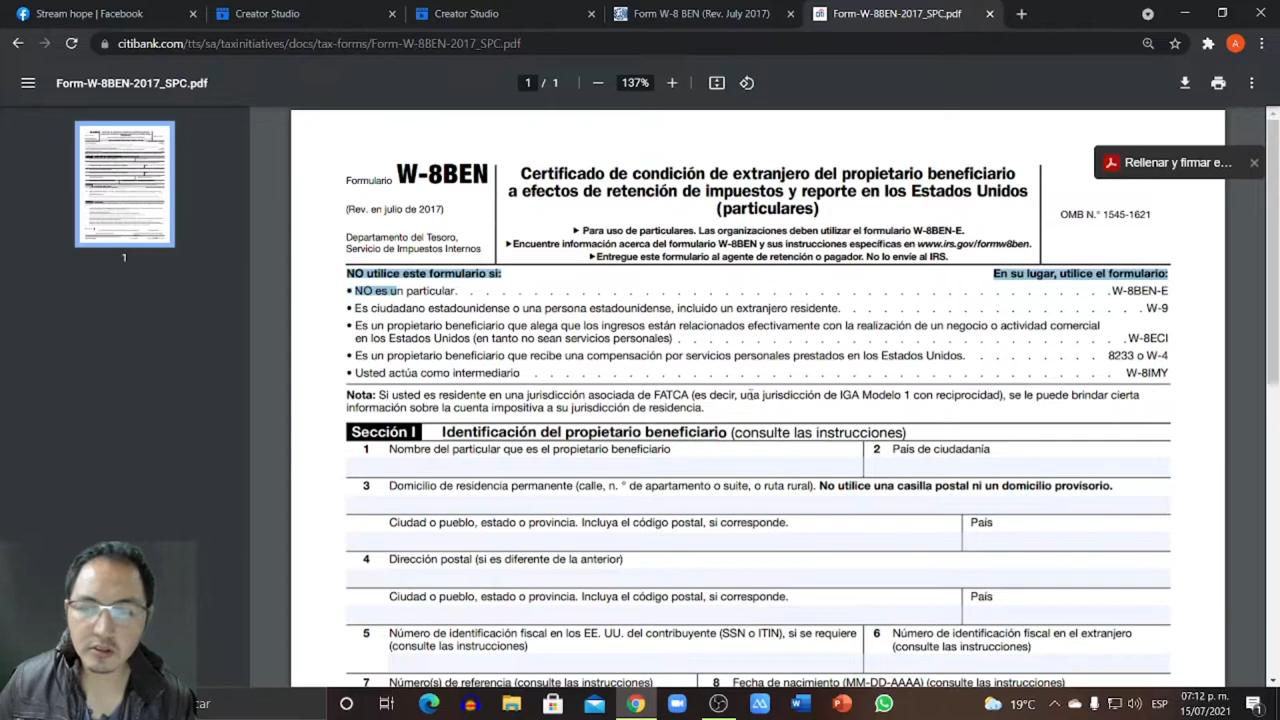 Stream hope | Facebook
Creator Studio
Creator Studio
Form W-8 BEN (Rev. July 2017)
Form-W-8BEN-2017_SPC.pdf
citibank.com/tts/sa/taxinitiatives/docs/tax-forms/Form-W-8BEN-2017_SPC.pdf
A
Form-W-8BEN-2017_SPC.pdf
1 / 1
137%
1
Rellenar y firmar e...
Formulario W-8BEN
(Rev. en julio de 2017)
Departamento del Tesoro,
Servicio de Impuestos Internos
Certificado de condición de extranjero del propietario beneficiario
a efectos de retención de impuestos y reporte en los Estados Unidos
(particulares)
▸ Para uso de particulares. Las organizaciones deben utilizar el formulario W-8BEN-E.
▸ Encuentre información acerca del formulario W-8BEN y sus instrucciones específicas en www.irs.gov/formw8ben.
▸ Entregue este formulario al agente de retención o pagador. No lo envíe al IRS.
OMB N.° 1545-1621
NO utilice este formulario si: En su lugar, utilice el formulario:
• NO es un particular. . . . . . . . . . . . . . . . . . . . . . . . . . . . . . W-8BEN-E
• Es ciudadano estadounidense o una persona estadounidense, incluido un extranjero residente. . . . . . . . . . . . W-9
• Es un propietario beneficiario que alega que los ingresos están relacionados efectivamente con la realización de un negocio o actividad comercial
en los Estados Unidos (en tanto no sean servicios personales) . . . . . . . . . . . . . . . . . . . . W-8ECI
• Es un propietario beneficiario que recibe una compensación por servicios personales prestados en los Estados Unidos. . . . . . . 8233 o W-4
• Usted actúa como intermediario . . . . . . . . . . . . . . . . . . . . . . . . . . W-8IMY
Nota: Si usted es residente en una jurisdicción asociada de FATCA (es decir, una jurisdicción de IGA Modelo 1 con reciprocidad), se le puede brindar cierta
información sobre la cuenta impositiva a su jurisdicción de residencia.
Sección I Identificación del propietario beneficiario (consulte las instrucciones)
1 Nombre del particular que es el propietario beneficiario
2 País de ciudadanía
3 Domicilio de residencia permanente (calle, n. ° de apartamento o suite, o ruta rural). No utilice una casilla postal ni un domicilio provisorio.
Ciudad o pueblo, estado o provincia. Incluya el código postal, si corresponde.
País
4 Dirección postal (si es diferente de la anterior)
Ciudad o pueblo, estado o provincia. Incluya el código postal, si corresponde.
País
5 Número de identificación fiscal en los EE. UU. del contribuyente (SSN o ITIN), si se requiere
(consulte las instrucciones)
6 Número de identificación fiscal en el extranjero
(consulte las instrucciones)
7 Número(s) de referencia (consulte las instrucciones)
8 Fecha de nacimiento (MM-DD-AAAA) (consulte las instrucciones)
car
19°C
ESP
07:12 p. m.
15/07/2021
1